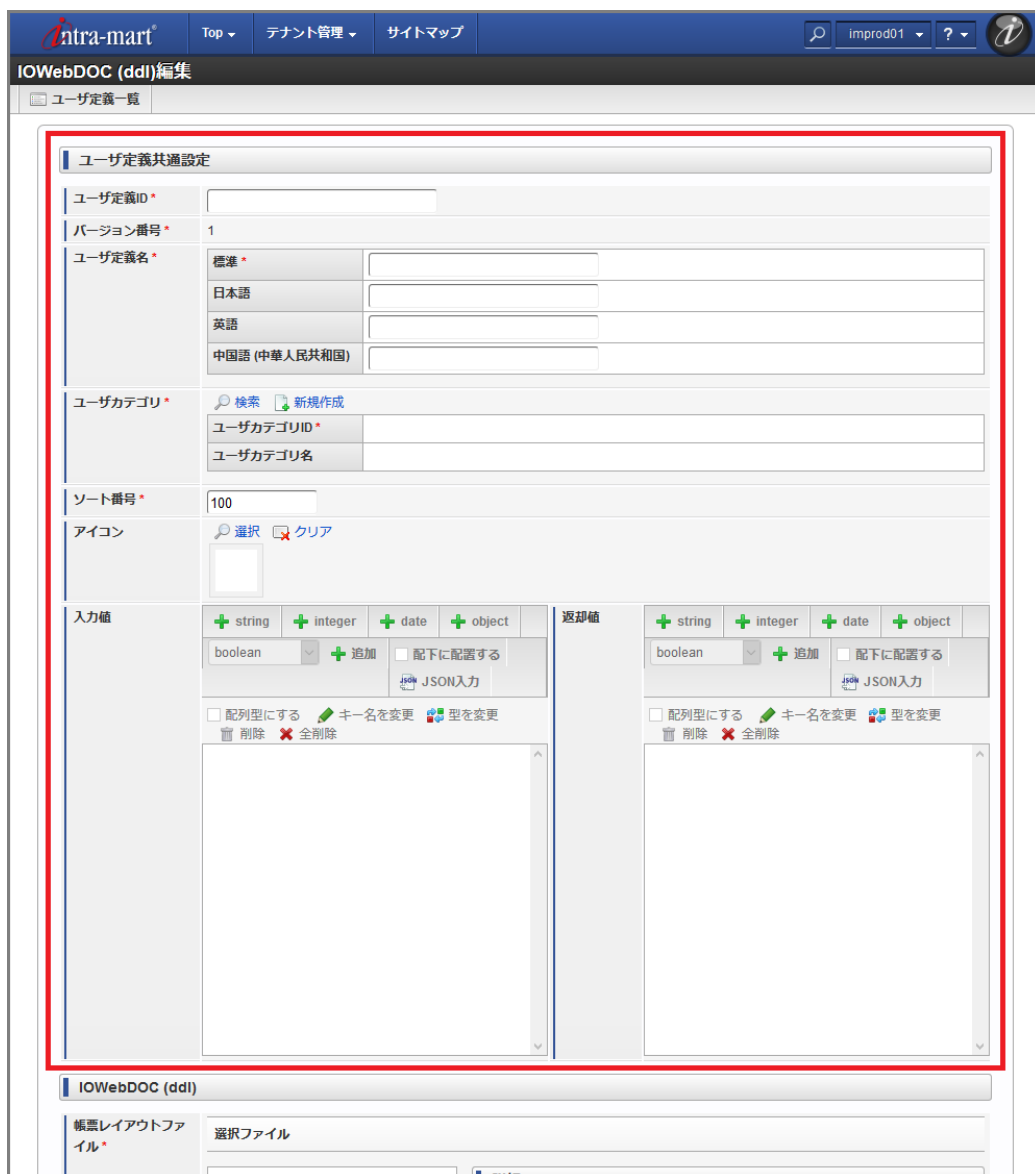 intra-mart® Top テナント管理 サイトマップ improd01 ?
IOWebDOC (ddl)編集
ユーザ定義一覧
ユーザ定義共通設定
ユーザ定義ID *
バージョン番号 * 1
ユーザ定義名 * 標準 *
日本語
英語
中国語 (中華人民共和国)
ユーザカテゴリ * 検索 新規作成
ユーザカテゴリID *
ユーザカテゴリ名
ソート番号 * 100
アイコン 選択 クリア
入力値 string integer date object
boolean 追加 配下に配置する
JSON JSON入力
配列型にする キー名を変更 型を変更
削除 全削除
返却値 string integer date object
boolean 追加 配下に配置する
JSON JSON入力
配列型にする キー名を変更 型を変更
削除 全削除
IOWebDOC (ddl)
帳票レイアウトファ
イル * 選択ファイル